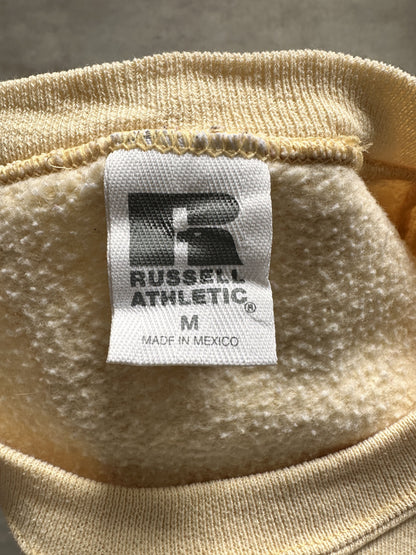 R
RUSSELL
ATHLETIC®
M
MADE IN MEXICO